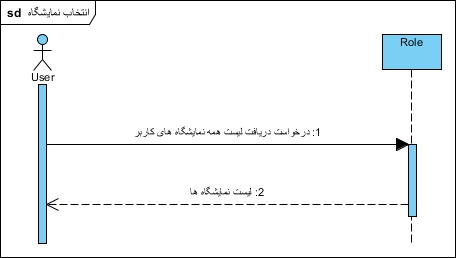 sd انتخاب نمایشگاه
User
Role
1: درخواست دریافت لیست همه نمایشگاه های کاربر
2: لیست نمایشگاه ها